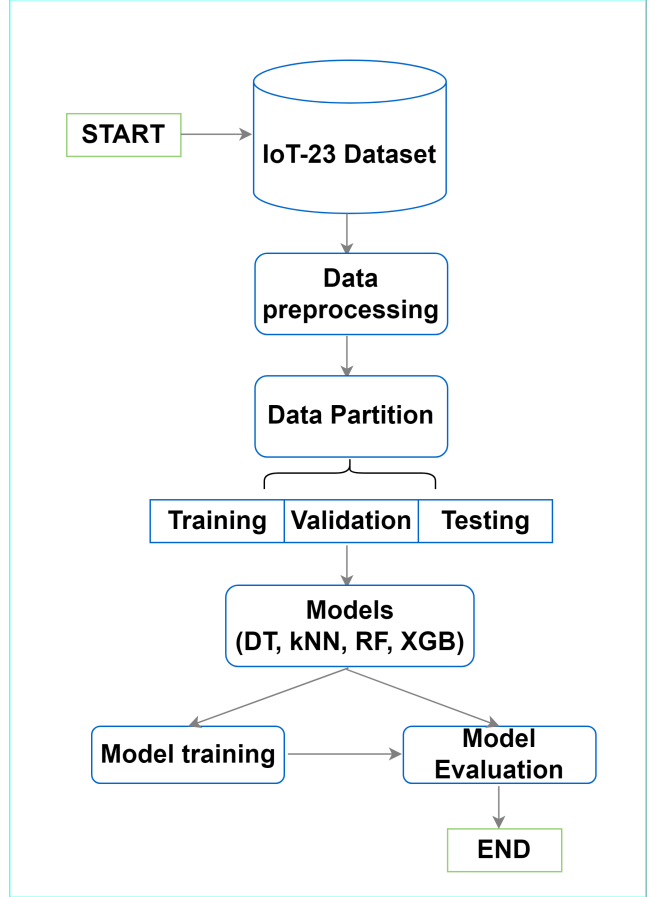 START
IoT-23 Dataset
Data
preprocessing
Data Partition
Training
Validation
Testing
Models
(DT, kNN, RF, XGB)
Model training
Model
Evaluation
END